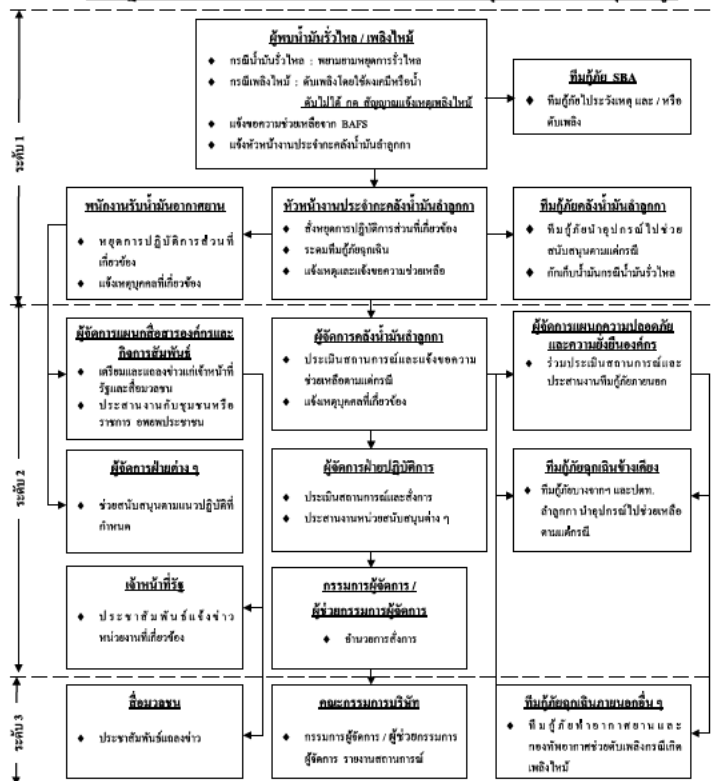 ผู้พบน้ำมันรั่วไหล / เพลิงไหม้
♦ กรณีน้ำมันรั่วไหล : พยายามหยุดการรั่วไหล
♦ กรณีเพลิงไหม้ : ดับเพลิงโดยใช้ผงเคมีหรือน้ำ
ดับไม่ได้ กด สัญญาณแจ้งเหตุเพลิงไหม้
♦ แจ้งขอความช่วยเหลือจาก BAFS
♦ แจ้งหัวหน้างานประจำกะคลังน้ำมันลำลูกกา
ทีมกู้ภัย SBA
♦ ทีมกู้ภัยไประวังเหตุ และ / หรือ
ดับเพลิง
ระดับ 1
พนักงานรับน้ำมันอากาศยาน
♦ หยุดการปฏิบัติการส่วนที่
เกี่ยวข้อง
♦ แจ้งเหตุบุคคลที่เกี่ยวข้อง
หัวหน้างานประจำกะคลังน้ำมันลำลูกกา
♦ สั่งหยุดการปฏิบัติการส่วนที่เกี่ยวข้อง
♦ ระดมทีมกู้ภัยฉุกเฉิน
♦ แจ้งเหตุและแจ้งขอความช่วยเหลือ
ทีมกู้ภัยคลังน้ำมันลำลูกกา
♦ ทีมกู้ภัยนำอุปกรณ์ไปช่วย
สนับสนุนตามแต่กรณี
♦ กักเก็บน้ำมันกรณีน้ำมันรั่วไหล
ระดับ 2
ผู้จัดการแผนกสื่อสารองค์กรและ
กิจการสัมพันธ์
♦ เตรียมและแถลงข่าวแก่เจ้าหน้าที่
รัฐและสื่อมวลชน
♦ ประสานงานกับชุมชนหรือ
ราชการ อพยพประชาชน
ผู้จัดการคลังน้ำมันลำลูกกา
♦ ประเมินสถานการณ์และแจ้งขอความ
ช่วยเหลือตามแต่กรณี
♦ แจ้งเหตุบุคคลที่เกี่ยวข้อง
ผู้จัดการแผนกความปลอดภัย
และความยั่งยืนองค์กร
♦ ร่วมประเมินสถานการณ์และ
ประสานงานทีมกู้ภัยภายนอก
ผู้จัดการฝ่ายต่าง ๆ
♦ ช่วยสนับสนุนตามแนวปฏิบัติที่
กำหนด
ผู้จัดการฝ่ายปฏิบัติการ
♦ ประเมินสถานการณ์และสั่งการ
♦ ประสานงานหน่วยสนับสนุนต่าง ๆ
ทีมกู้ภัยฉุกเฉินข้างเคียง
♦ ทีมกู้ภัยบางจากฯ และปตท.
ลำลูกกา นำอุปกรณ์ไปช่วยเหลือ
ตามแต่กรณี
เจ้าหน้าที่รัฐ
♦ ประชาสัมพันธ์แจ้งข่าว
หน่วยงานที่เกี่ยวข้อง
กรรมการผู้จัดการ /
ผู้ช่วยกรรมการผู้จัดการ
♦ อำนวยการสั่งการ
ระดับ 3
สื่อมวลชน
♦ ประชาสัมพันธ์แถลงข่าว
คณะกรรมการบริษัท
♦ กรรมการผู้จัดการ / ผู้ช่วยกรรมการ
ผู้จัดการ รายงานสถานการณ์
ทีมกู้ภัยฉุกเฉินภายนอกอื่น ๆ
♦ ทีมกู้ภัยท่าอากาศยานและ
กองทัพอากาศช่วยดับเพลิงกรณีเกิด
เพลิงไหม้